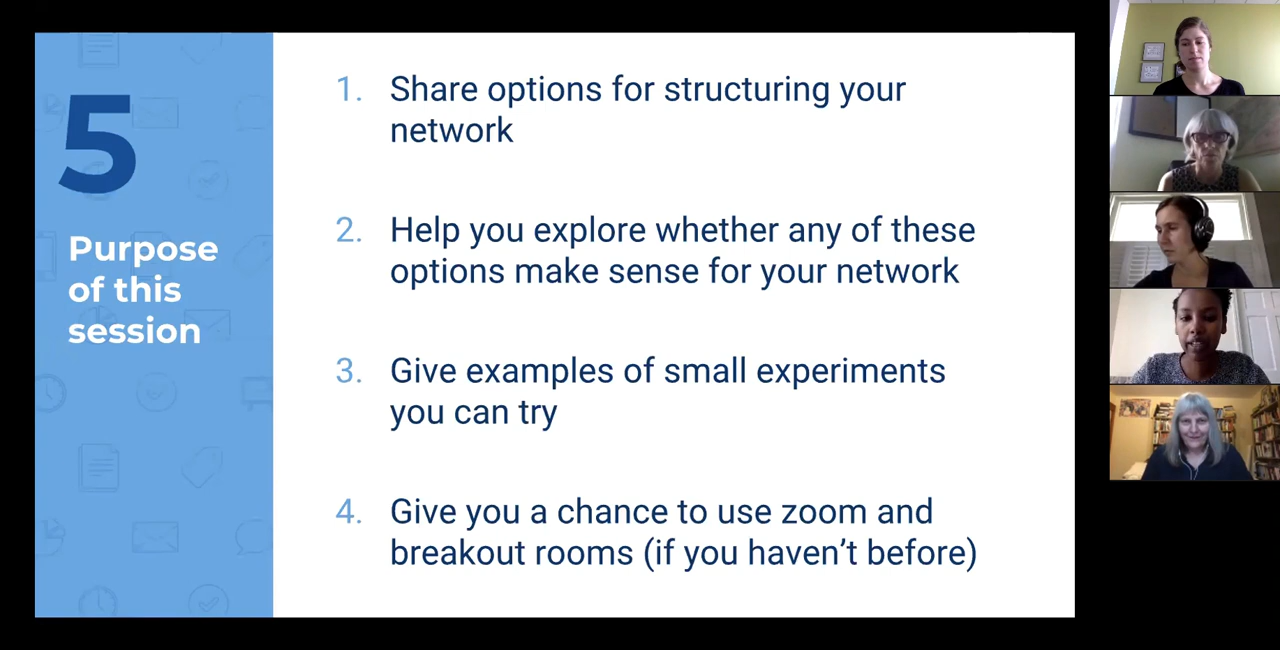 5
Purpose
of this
session
1. Share options for structuring your
network
2. Help you explore whether any of these
options make sense for your network
3. Give examples of small experiments
you can try
4. Give you a chance to use zoom and
breakout rooms (if you haven’t before)